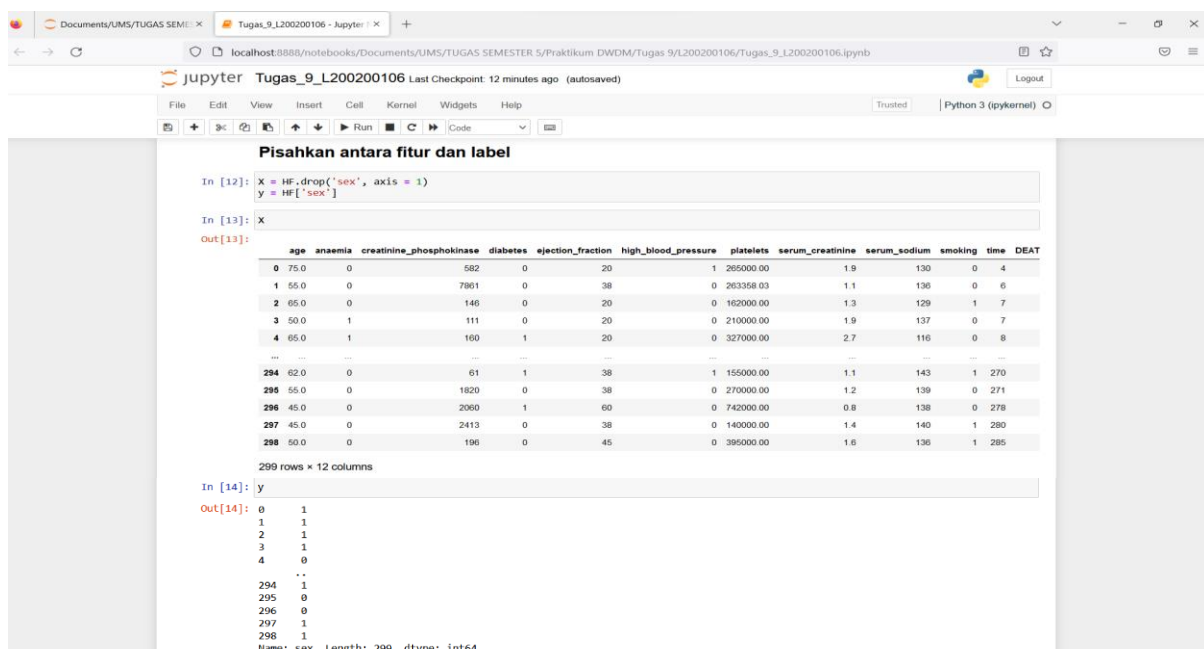 Documents/UMS/TUGAS SEME × Tugas_9_L200200106 - Jupyter × +
localhost:8888/notebooks/Documents/UMS/TUGAS SEMESTER 5/Praktikum DWDM/Tugas 9/L200200106/Tugas_9_L200200106.ipynb
jupyter Tugas_9_L200200106 Last Checkpoint: 12 minutes ago (autosaved) Logout
File Edit View Insert Cell Kernel Widgets Help Trusted Python 3 (ipykernel)
Run Code
Pisahkan antara fitur dan label
In [12]: X = HF.drop('sex', axis = 1)
y = HF['sex']
In [13]: X
Out[13]:
age anaemia creatinine_phosphokinase diabetes ejection_fraction high_blood_pressure platelets serum_creatinine serum_sodium smoking time DEAT
0 75.0 0 582 0 20 1 265000.00 1.9 130 0 4
1 55.0 0 7861 0 38 0 263358.03 1.1 136 0 6
2 65.0 0 146 0 20 0 162000.00 1.3 129 1 7
3 50.0 1 111 0 20 0 210000.00 1.9 137 0 7
4 65.0 1 160 1 20 0 327000.00 2.7 116 0 8
... ... ... ... ... ... ... ... ... ... ... ...
294 62.0 0 61 1 38 1 155000.00 1.1 143 1 270
295 55.0 0 1820 0 38 0 270000.00 1.2 139 0 271
296 45.0 0 2060 1 60 0 742000.00 0.8 138 0 278
297 45.0 0 2413 0 38 0 140000.00 1.4 140 1 280
298 50.0 0 196 0 45 0 395000.00 1.6 136 1 285
299 rows × 12 columns
In [14]: y
Out[14]: 0 1
1 1
2 1
3 1
4 0
..
294 1
295 0
296 0
297 1
298 1
Name: sex, Length: 299, dtype: int64